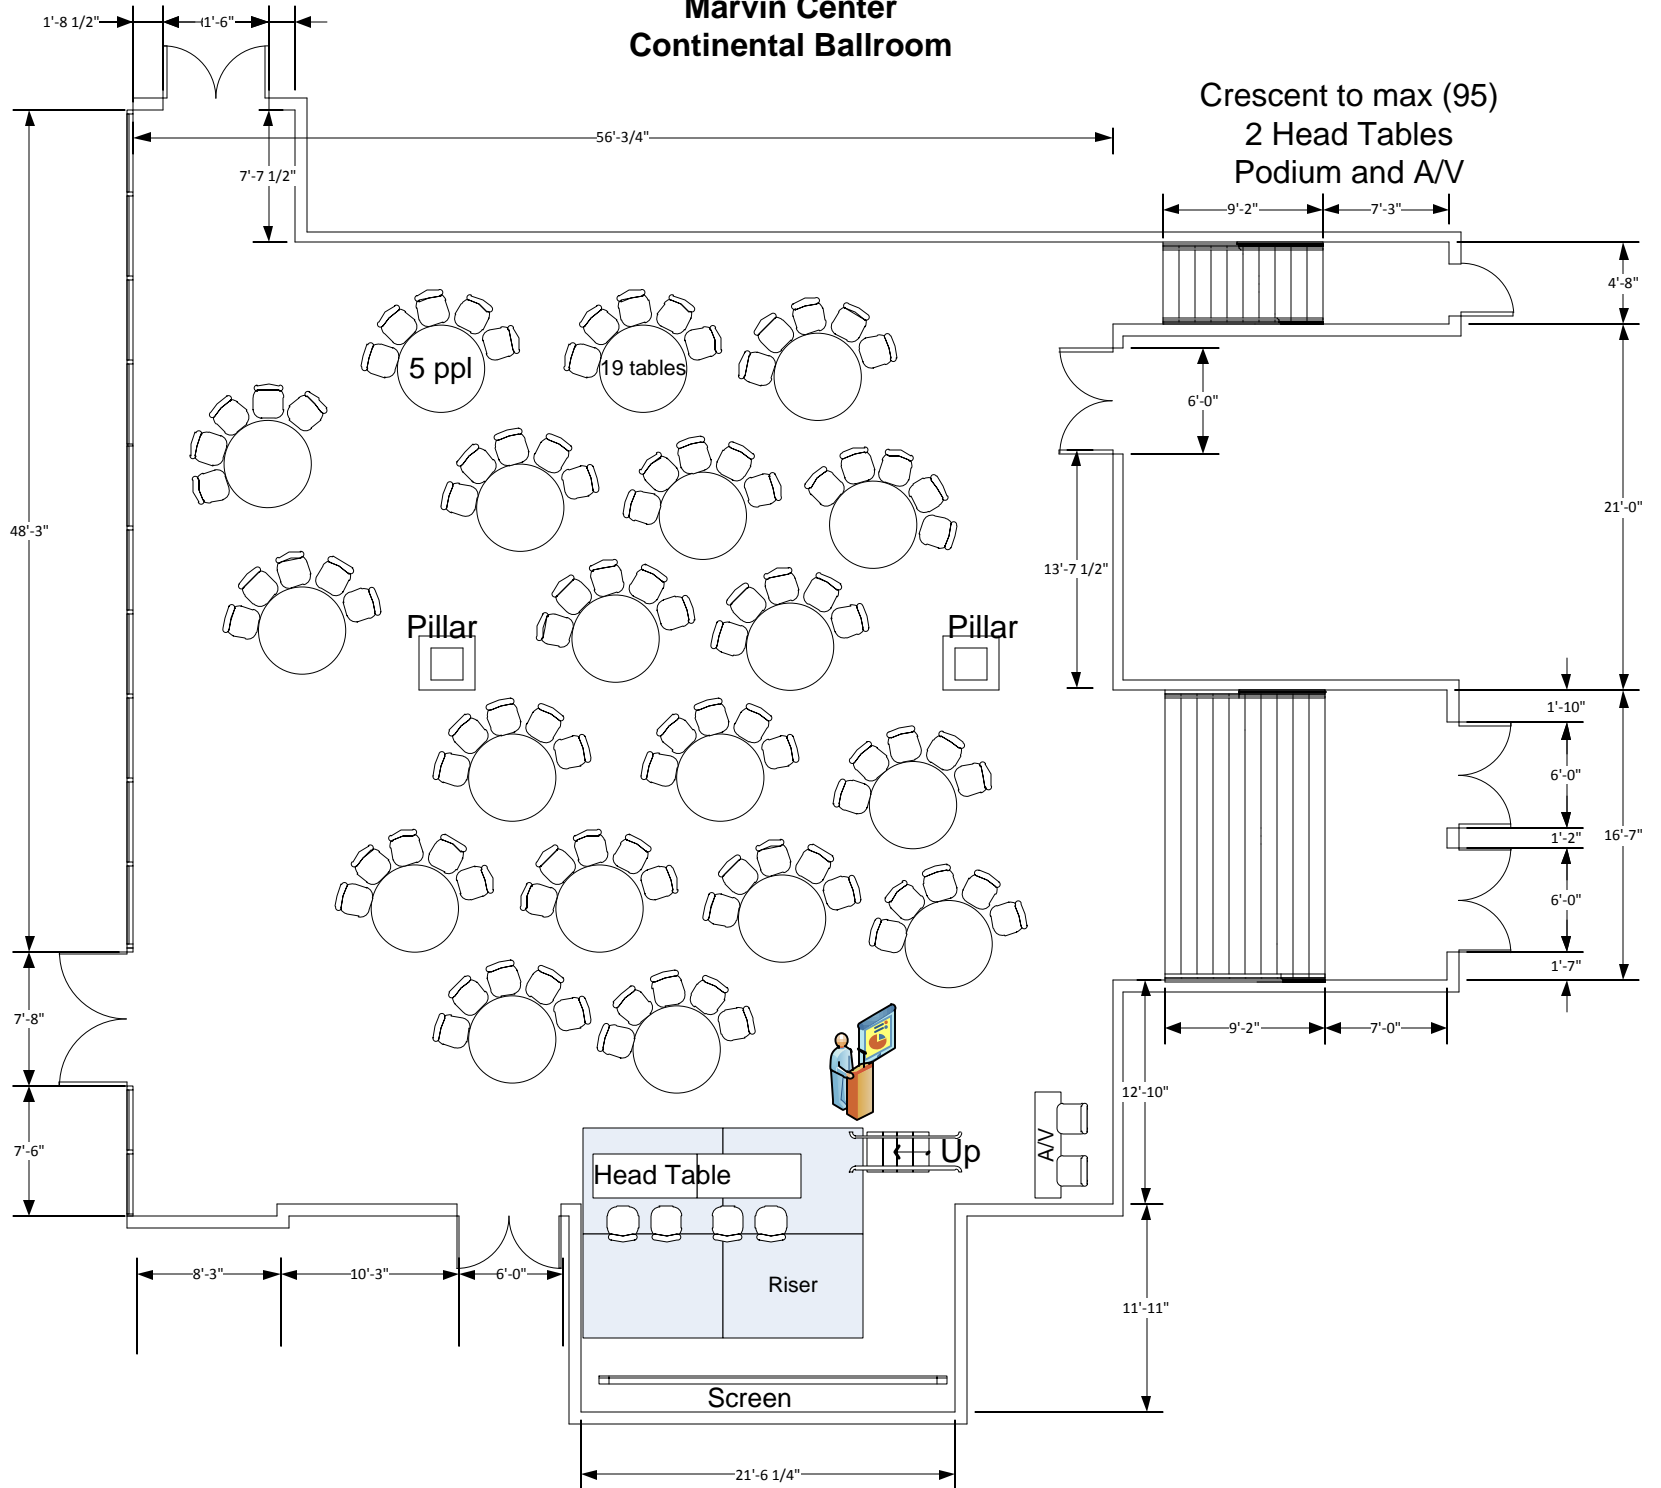 Marvin Center
Continental Ballroom
Crescent to max (95)
2 Head Tables
Podium and A/V
1'-8 1/2"
1'-6"
56'-3/4"
7'-7 1/2"
9'-2"
7'-3"
4'-8"
5 ppl
19 tables
6'-0"
48'-3"
21'-0"
13'-7 1/2"
Pillar
Pillar
1'-10"
6'-0"
1'-2"
16'-7"
6'-0"
1'-7"
7'-8"
9'-2"
7'-0"
12'-10"
7'-6"
Up
A/V
Head Table
8'-3"
10'-3"
6'-0"
Riser
11'-11"
Screen
21'-6 1/4"